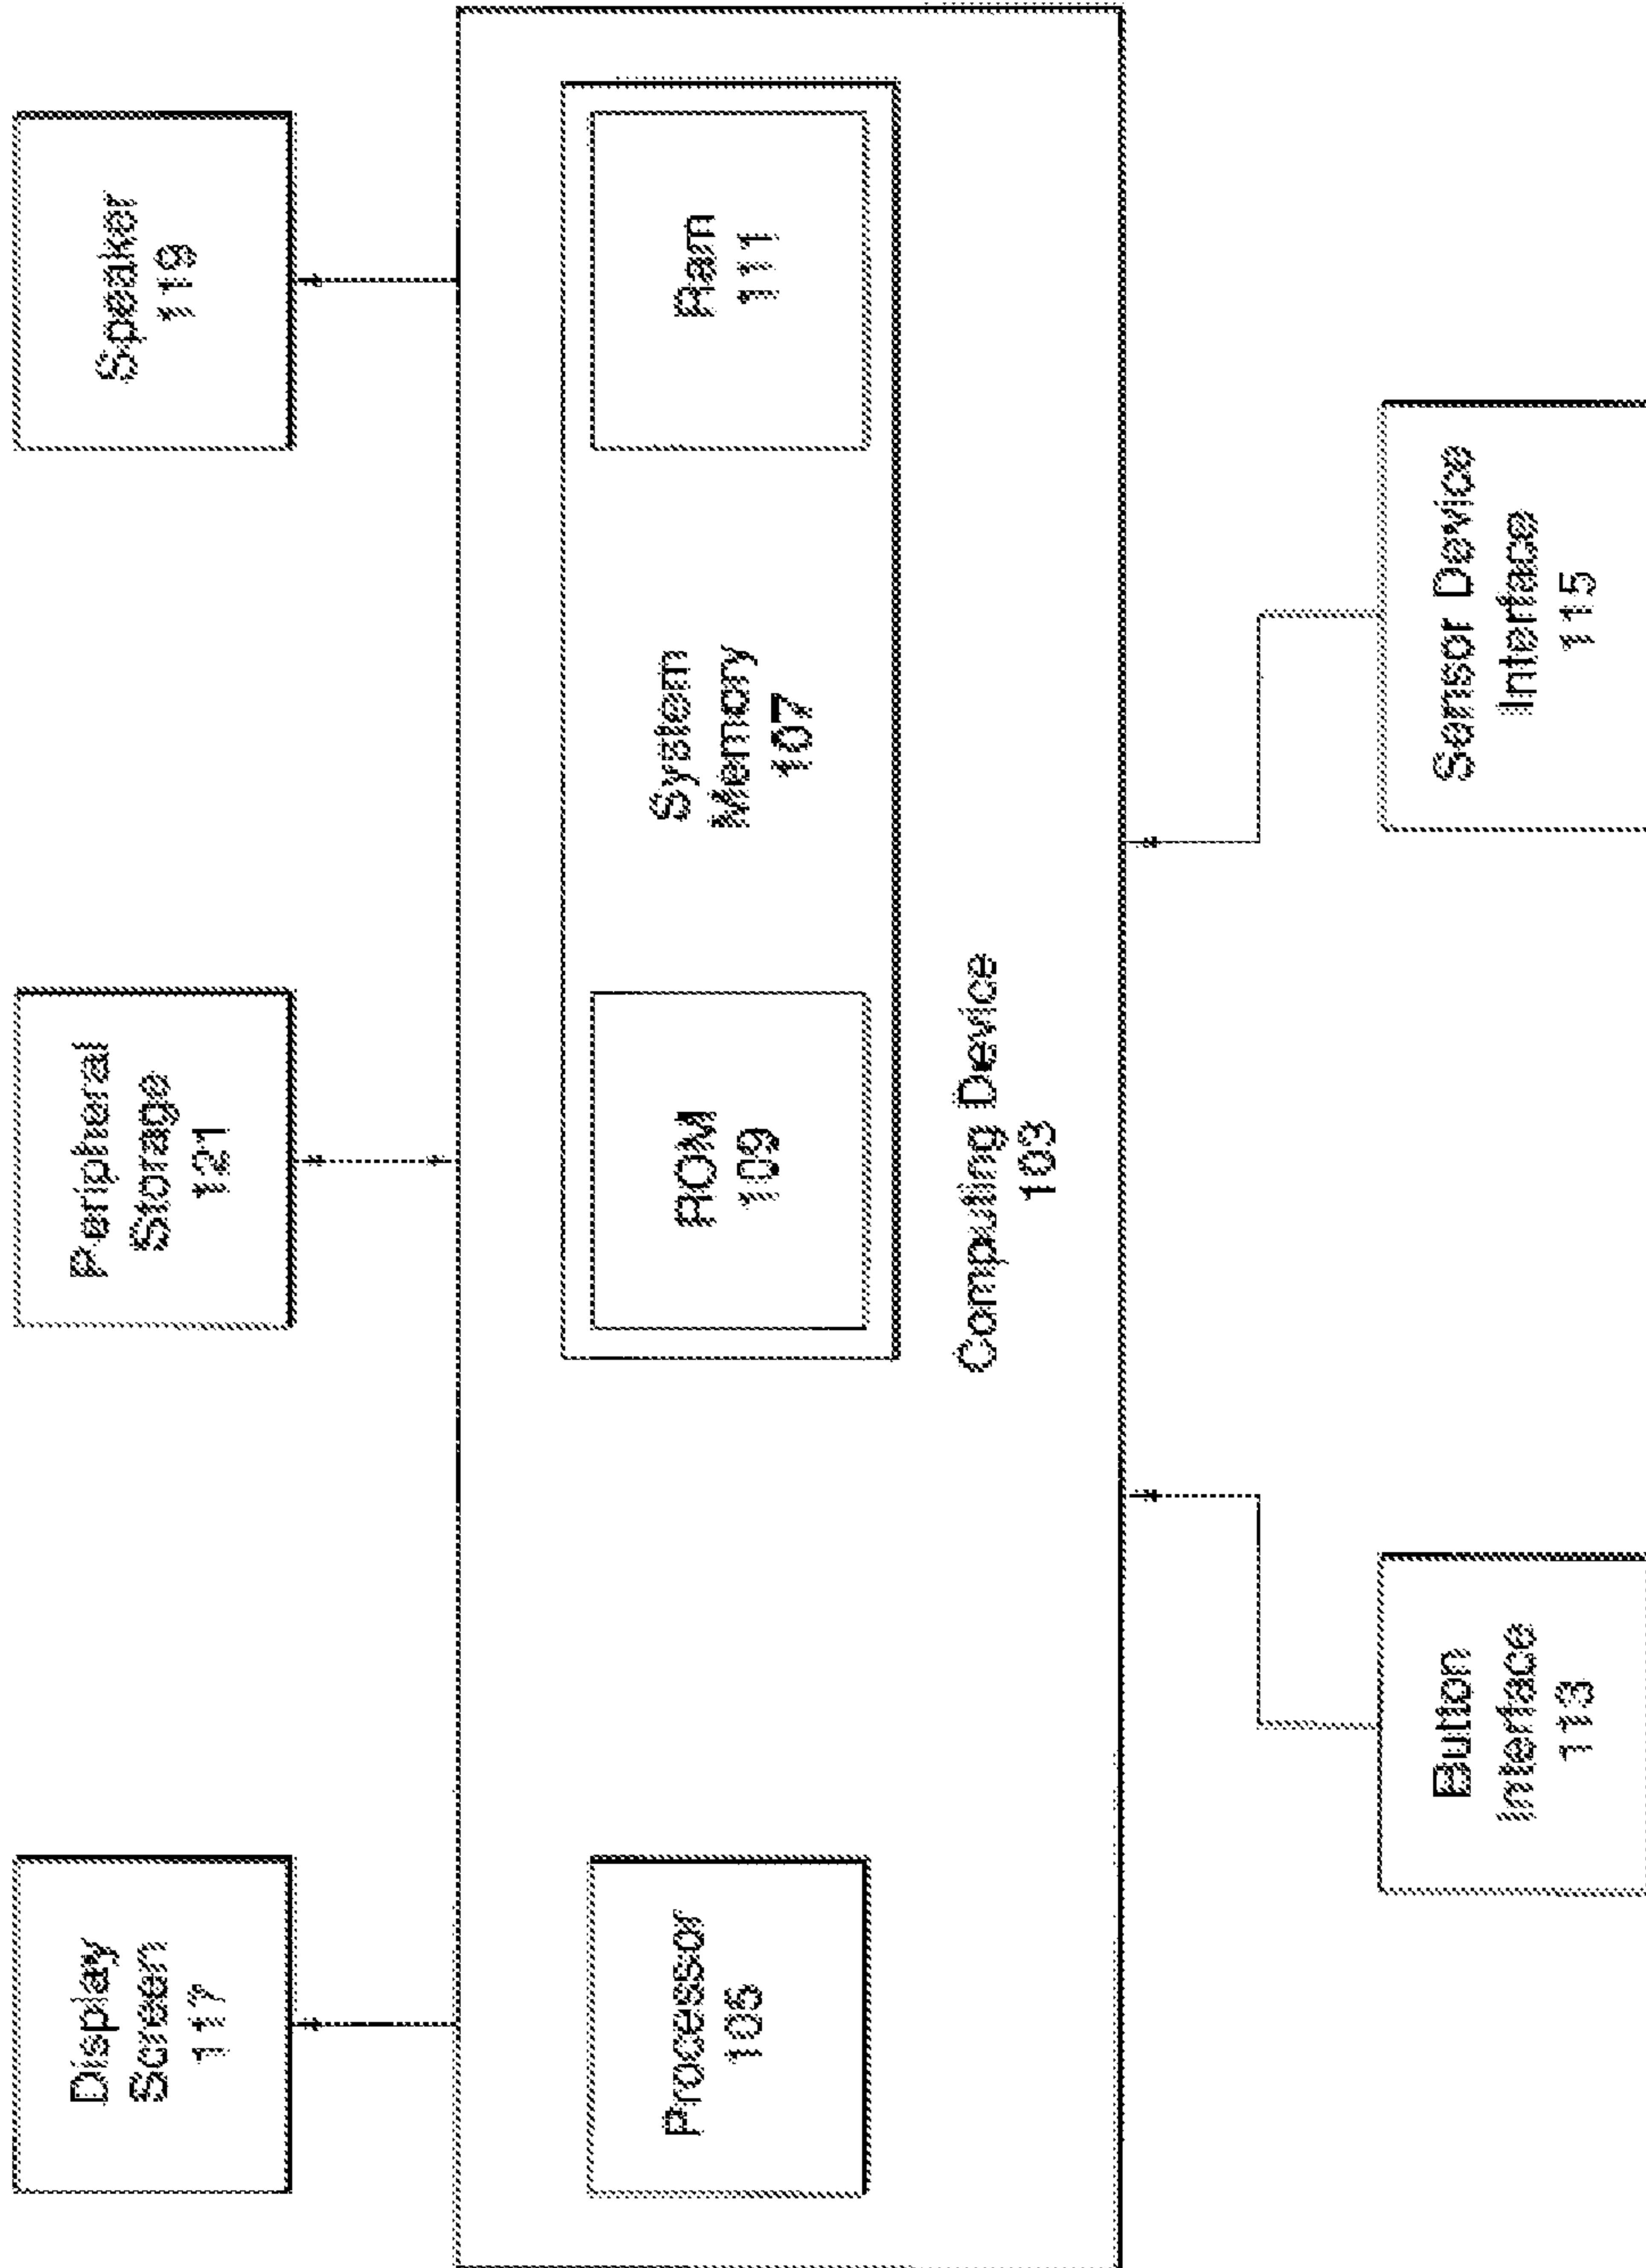 Display
Screen
117
Peripheral
Storage
121
Speaker
119
Processor
105
ROM
109
System
Memory
107
Ram
111
Computing Device
103
Button
Interface
113
Sensor Device
Interface
115